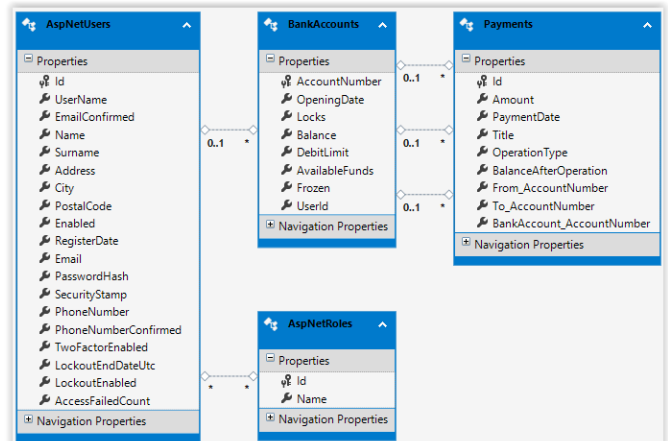 AspNetUsers
Properties
Id
UserName
EmailConfirmed
Name
Surname
Address
City
PostalCode
Enabled
RegisterDate
Email
PasswordHash
SecurityStamp
PhoneNumber
PhoneNumberConfirmed
TwoFactorEnabled
LockoutEndDateUtc
LockoutEnabled
AccessFailedCount
Navigation Properties
0..1 *
* *
BankAccounts
Properties
AccountNumber
OpeningDate
Locks
Balance
DebitLimit
AvailableFunds
Frozen
UserId
Navigation Properties
0..1 *
0..1 *
0..1 *
Payments
Properties
Id
Amount
PaymentDate
Title
OperationType
BalanceAfterOperation
From_AccountNumber
To_AccountNumber
BankAccount_AccountNumber
Navigation Properties
AspNetRoles
Properties
Id
Name
Navigation Properties